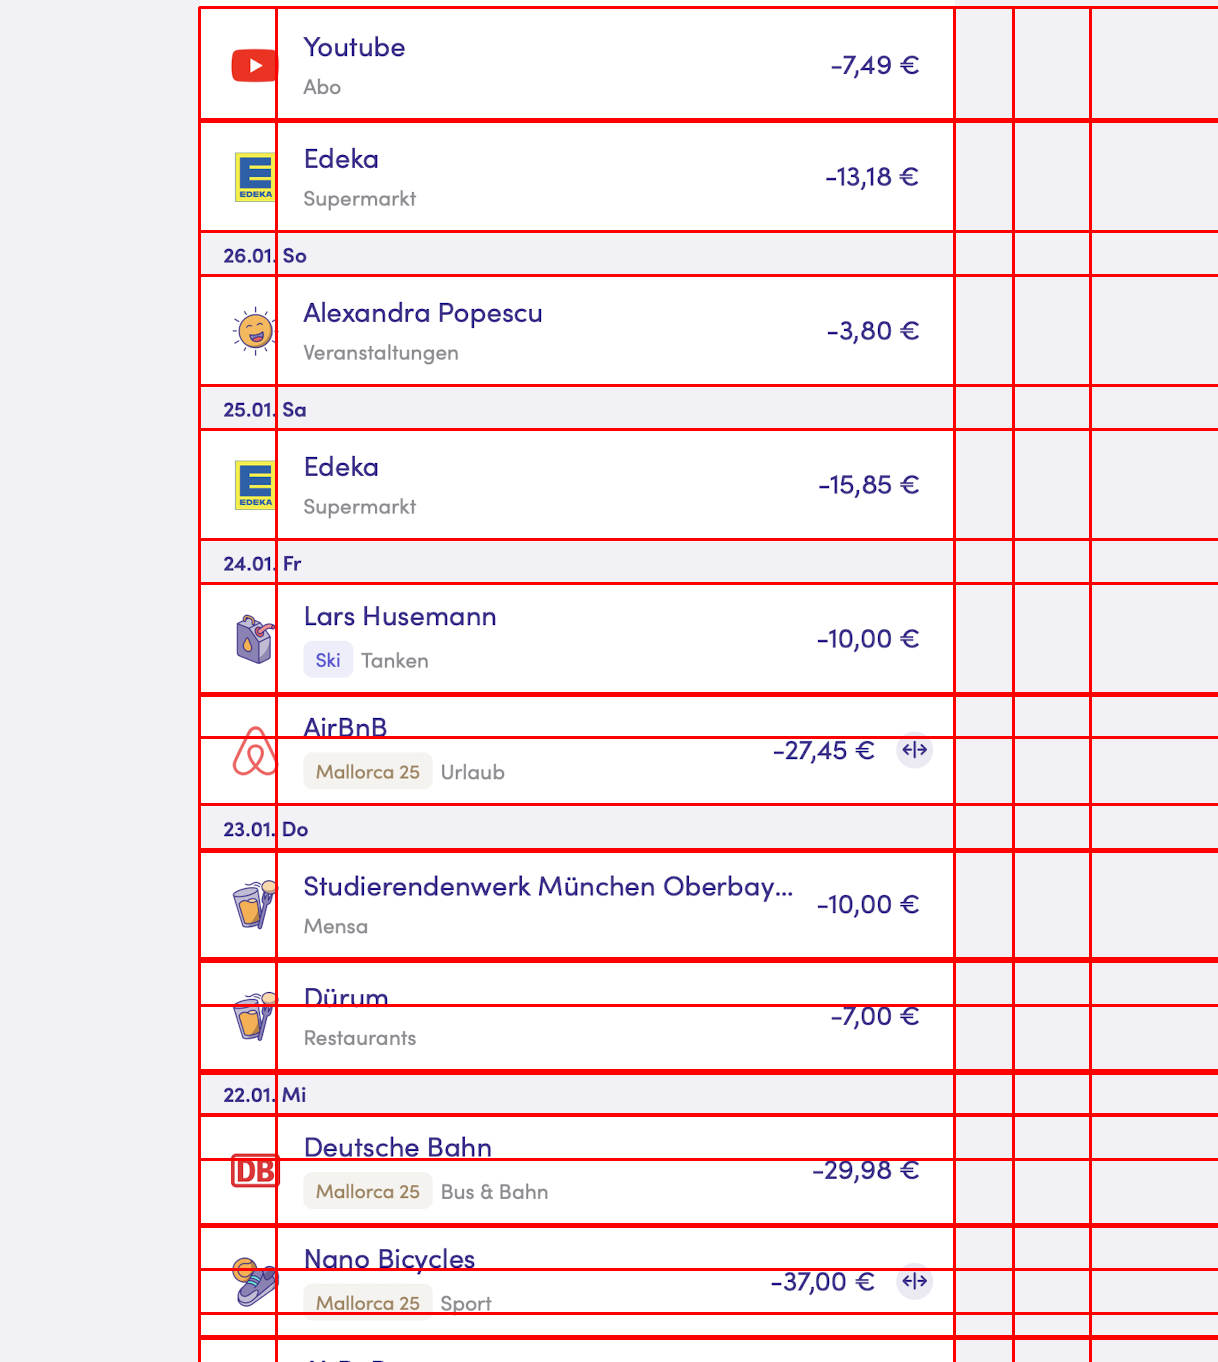 Youtube
-7,49 €
Abo
Edeka
-13,18 €
EDEKA
Supermarkt
26.01. So
Alexandra Popescu
-3,80 €
Veranstaltungen
25.01. Sa
Edeka
-15,85 €
EDEKA
Supermarkt
24.01. Fr
Lars Husemann
-10,00 €
Ski Tanken
AirBnB
-27,45 €
Mallorca 25 Urlaub
23.01. Do
Studierendenwerk München Oberbay...
-10,00 €
Mensa
Dürum
-7,00 €
Restaurants
22.01. Mi
Deutsche Bahn
DB
-29,98 €
Mallorca 25 Bus & Bahn
Nano Bicycles
-37,00 €
Mallorca 25 Sport